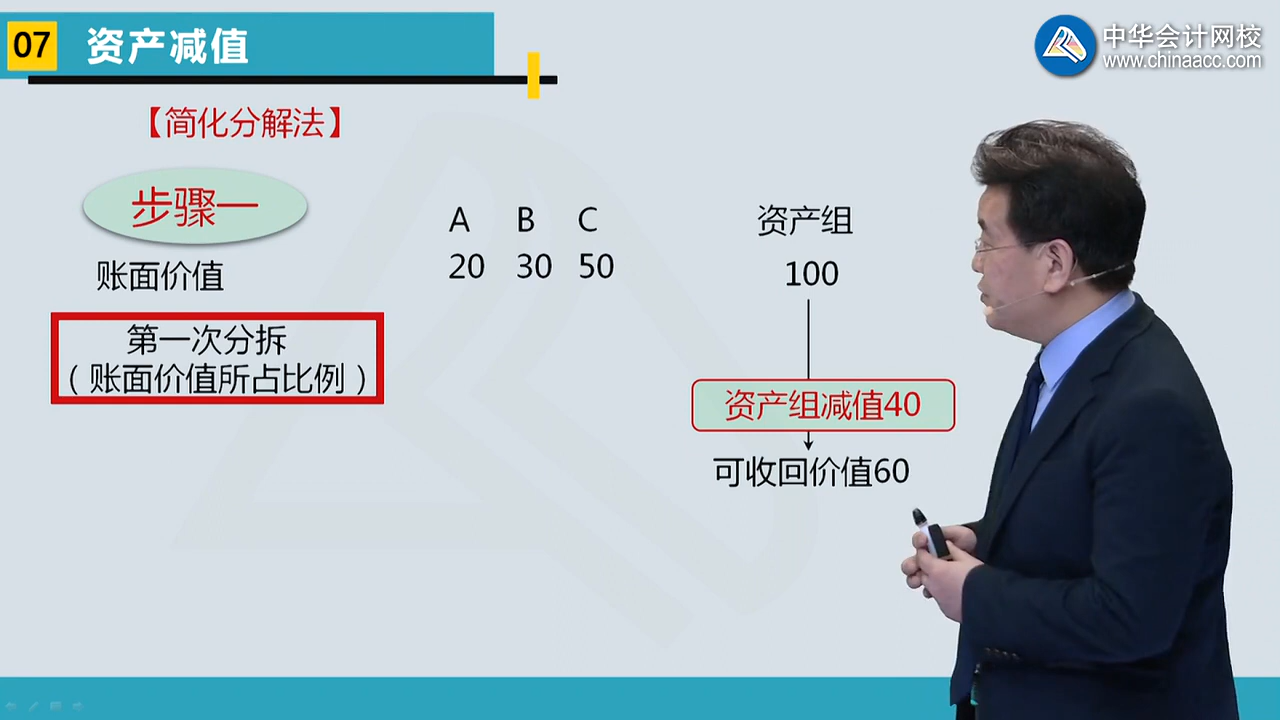 07 资产减值
中华会计网校
www.chinaacc.com
【简化分解法】
步骤一
A B C
资产组
账面价值
20 30 50
100
第一次分拆
（账面价值所占比例）
资产组减值40
可收回价值60